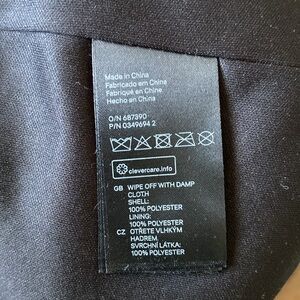 Made in China
Fabricado em China
Fabriqué en Chine
Hecho en China
O/N 687390
P/N 0349694 2
clevercare.info
GB WIPE OFF WITH DAMP
CLOTH
SHELL:
100% POLYESTER
LINING:
100% POLYESTER
CZ OTŘETE VLHKÝM
HADREM
SVRCHNÍ LÁTKA:
100% POLYESTER